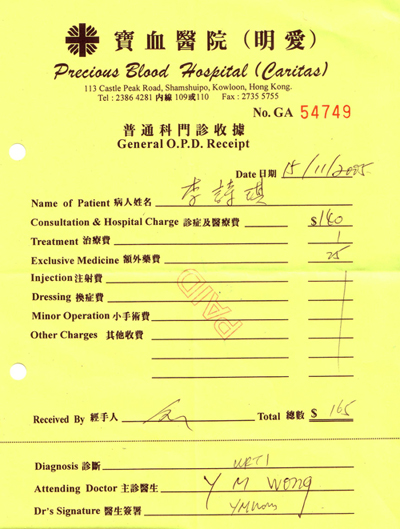 寶血醫院(明愛)
Precious Blood Hospital (Caritas)
113 Castle Peak Road, Shamshuipo, Kowloon, Hong Kong.
Tel : 2386 4281 內線 109或110 Fax : 2735 5755
No. GA 54749
普通科門診收據
General O.P.D. Receipt
Date 日期 15/11/2005
Name of Patient 病人姓名 李諱琪
Consultation & Hospital Charge 診症及醫療費 $140
Treatment 治療費
Exclusive Medicine 額外藥費 25
Injection 注射費
Dressing 換症費
PAID
Minor Operation 小手術費
Other Charges 其他收費
Received By 經手人 Total 總數 $ 165
Diagnosis 診斷 URTI
Attending Doctor 主診醫生 Y M Wong
Dr's Signature 醫生簽署 YMWong